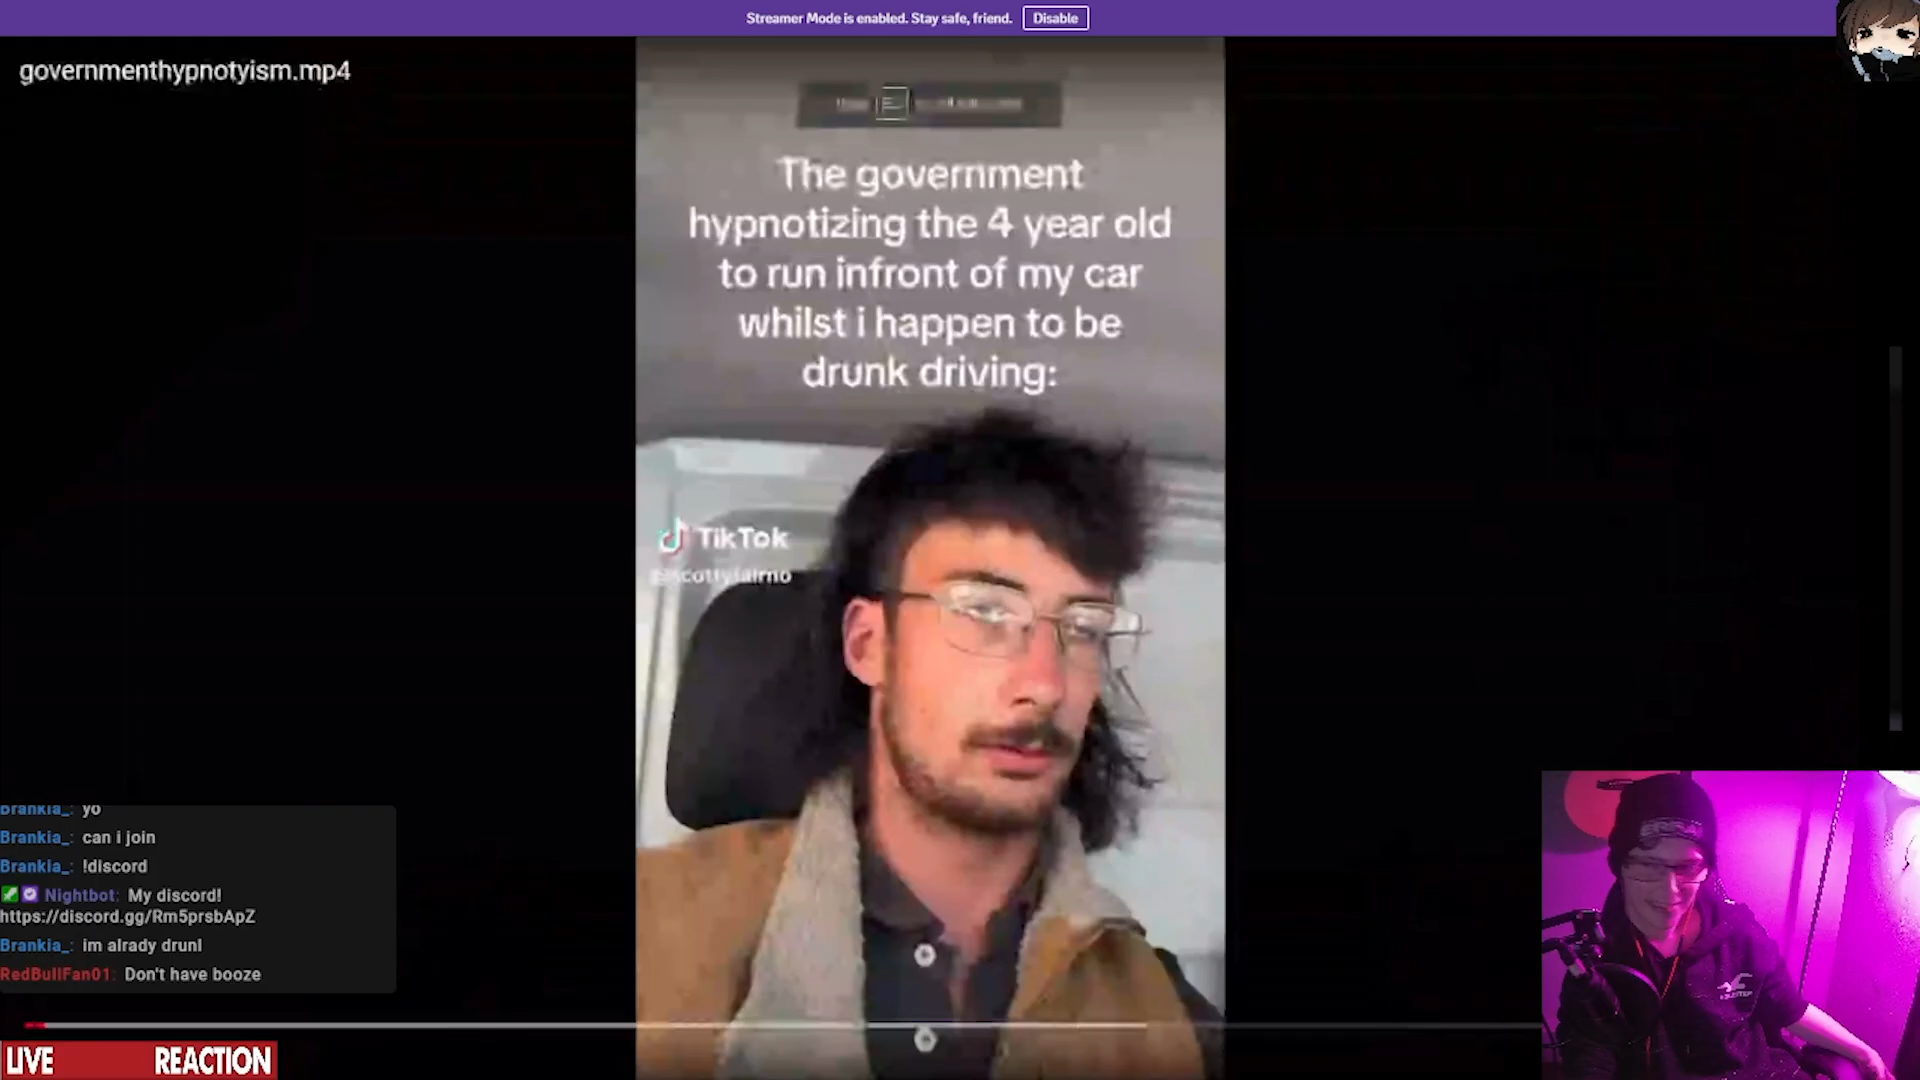 Streamer Mode is enabled. Stay safe, friend. Disable
governmenthypnotyism.mp4
The government
hypnotizing the 4 year old
to run infront of my car
whilst i happen to be
drunk driving:
TikTok
Brankia_: yo
Brankia_: can i join
Brankia_: !discord
Nightbot: My discord!
https://discord.gg/Rm5prsbApZ
Brankia_: im alrady drunl
RedBullFan01: Don't have booze
LIVE REACTION